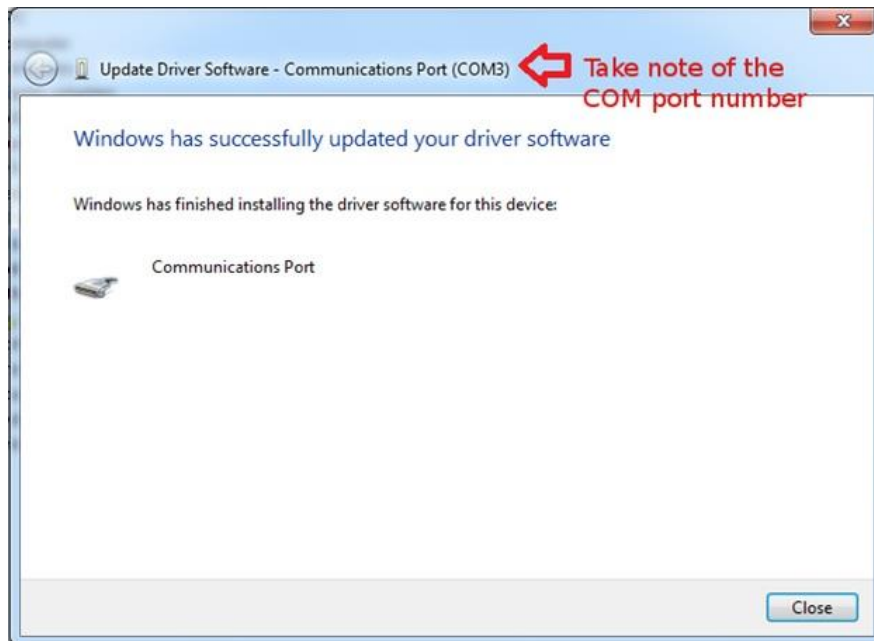 Update Driver Software - Communications Port (COM3)
Take note of the
COM port number
Windows has successfully updated your driver software
Windows has finished installing the driver software for this device:
Communications Port
Close